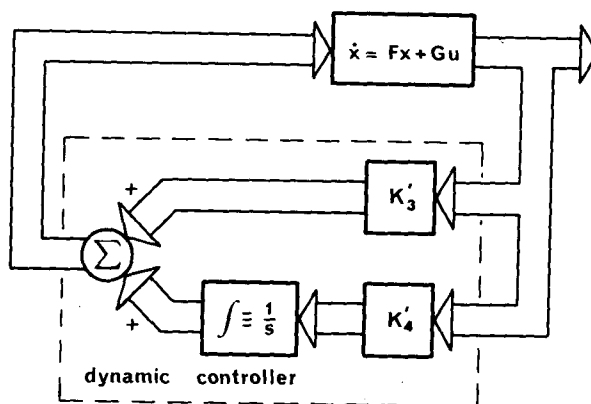 ẋ = Fx + Gu
+
K′₃
Σ
∫ ≡ 1/s
K′₄
+
dynamic controller